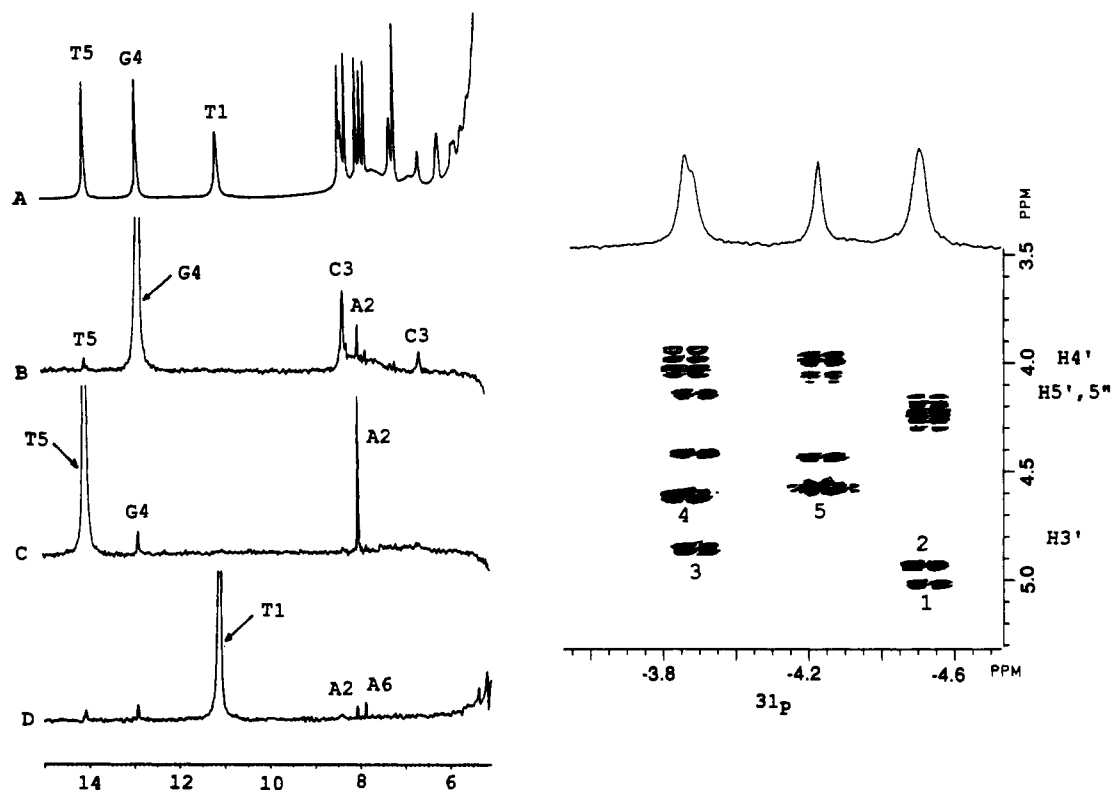 T5 G4 T1
A
G4
T5 C3 A2 C3
B
T5 A2
G4
C
T1
A2 A6
D
14 12 10 8 6
PPM
3.5
4.0 H4'
H5',5"
4.5
4 5
H3'
2
3
5.0
1
-3.8 -4.2 -4.6 PPM
31P